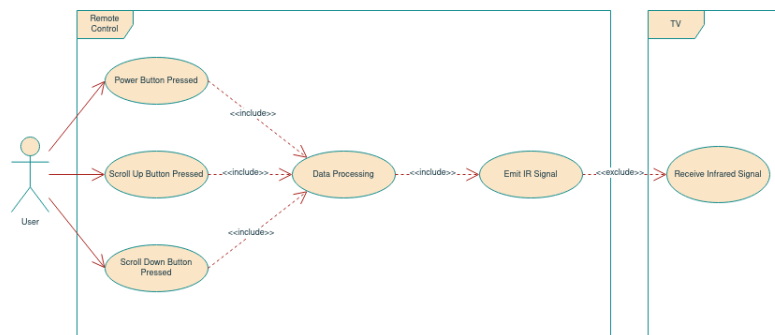 Remote
Control
TV
Power Button Pressed
<<include>>
Scroll Up Button Pressed
<<include>>
Data Processing
<<include>>
Emit IR Signal
<<exclude>>
Receive Infrared Signal
User
<<include>>
Scroll Down Button
Pressed